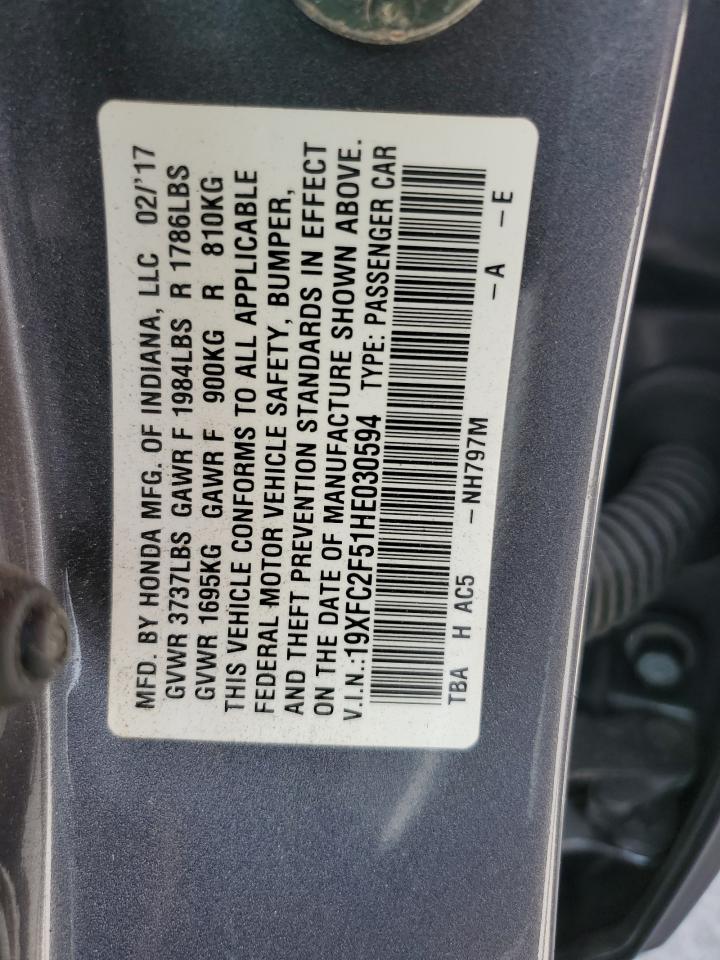 MFD. BY HONDA MFG. OF INDIANA, LLC 02/'17
GVWR 3737LBS GAWR F 1984LBS R 1786LBS
GVWR 1695KG GAWR F 900KG R 810KG
THIS VEHICLE CONFORMS TO ALL APPLICABLE
FEDERAL MOTOR VEHICLE SAFETY, BUMPER,
AND THEFT PREVENTION STANDARDS IN EFFECT
ON THE DATE OF MANUFACTURE SHOWN ABOVE.
V.I.N.:19XFC2F51HE030594 TYPE: PASSENGER CAR
TBA H AC5 -NH797M -A -E